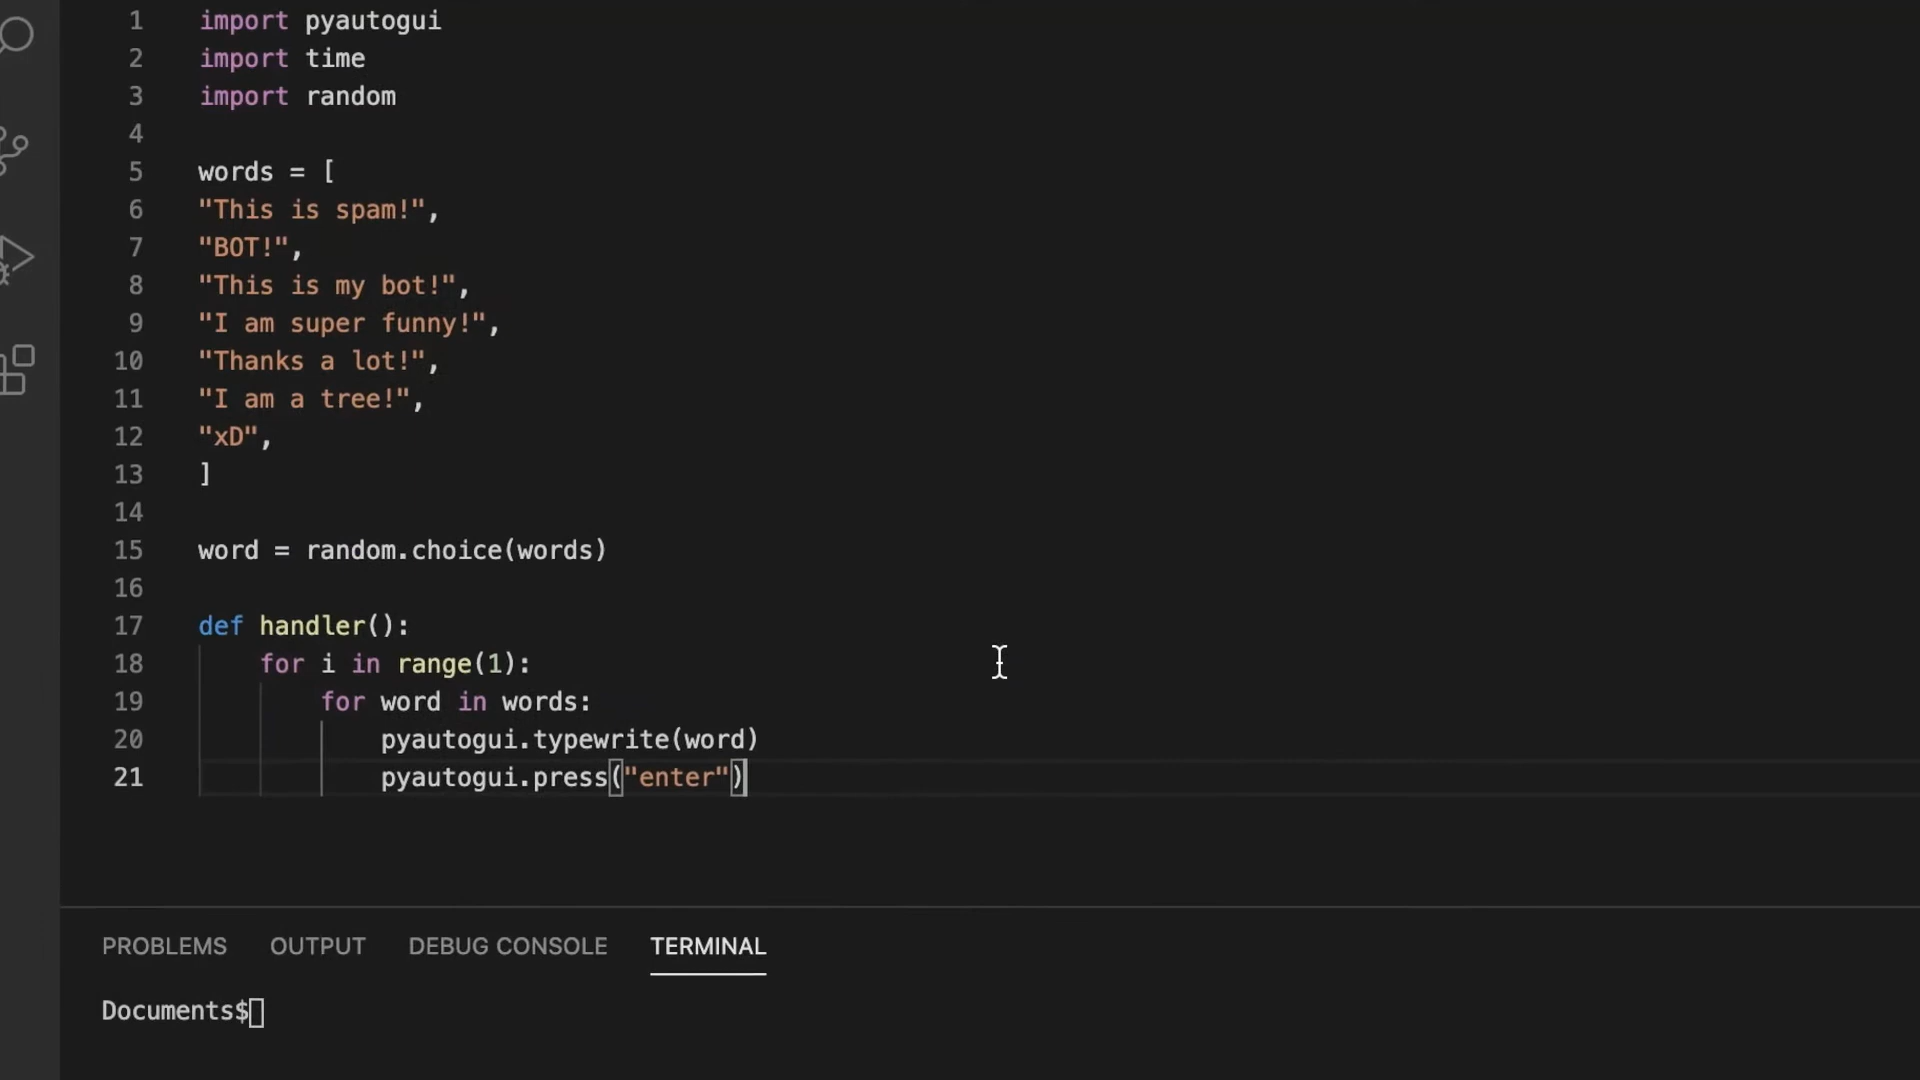 1 import pyautogui
2 import time
3 import random
4
5 words = [
6 "This is spam!",
7 "BOT!",
8 "This is my bot!",
9 "I am super funny!",
10 "Thanks a lot!",
11 "I am a tree!",
12 "xD",
13 ]
14
15 word = random.choice(words)
16
17 def handler():
18     for i in range(1):
19         for word in words:
20             pyautogui.typewrite(word)
21             pyautogui.press("enter")
PROBLEMS OUTPUT DEBUG CONSOLE TERMINAL
Documents$